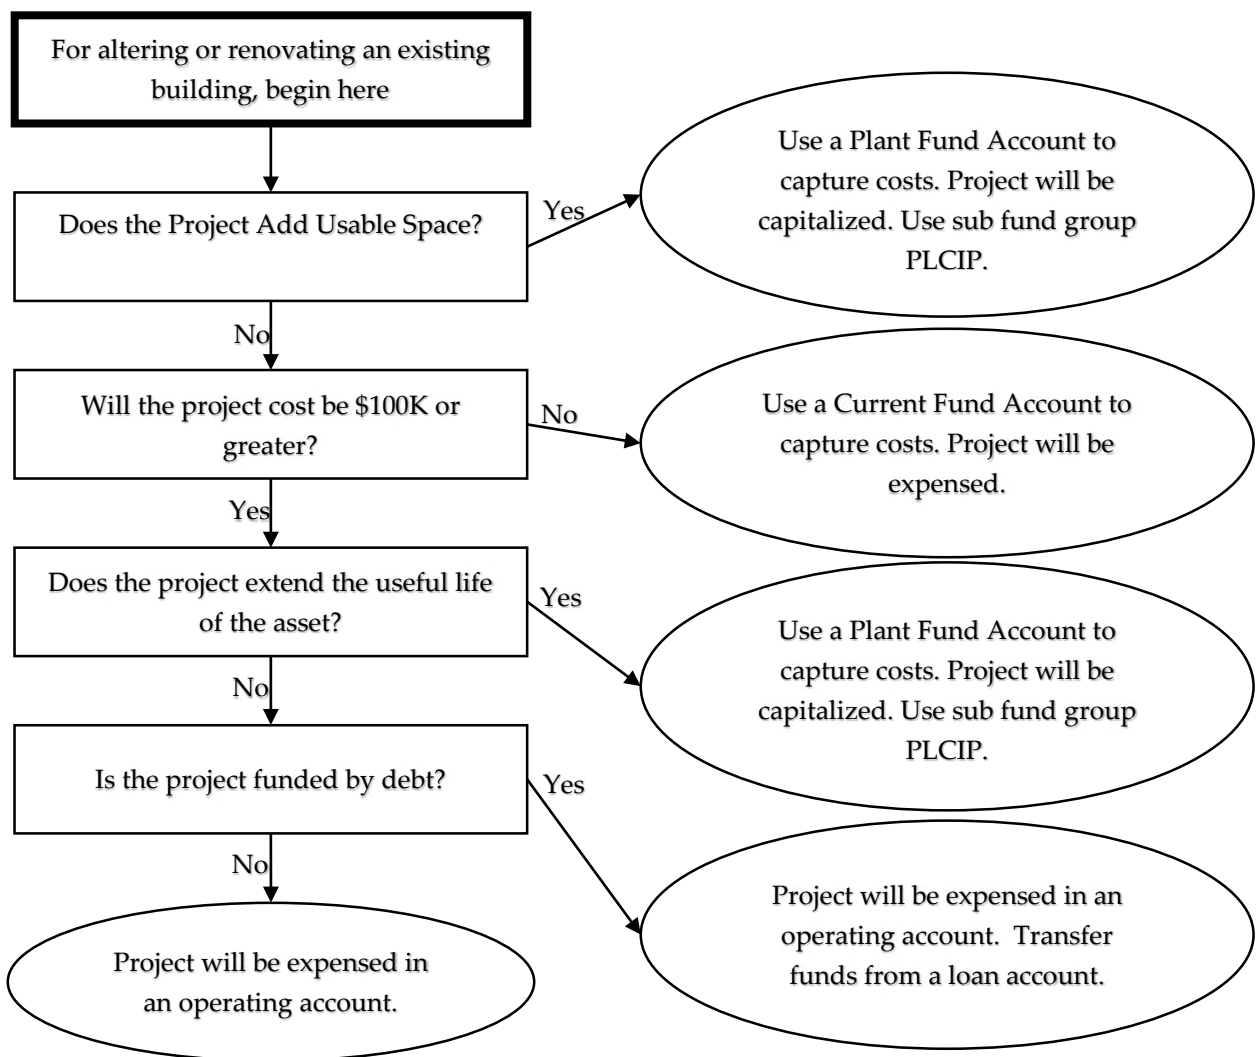 For altering or renovating an existing
building, begin here
Does the Project Add Usable Space?
Yes
Use a Plant Fund Account to
capture costs. Project will be
capitalized. Use sub fund group
PLCIP.
No
Will the project cost be $100K or
greater?
No
Use a Current Fund Account to
capture costs. Project will be
expensed.
Yes
Does the project extend the useful life
of the asset?
Yes
Use a Plant Fund Account to
capture costs. Project will be
capitalized. Use sub fund group
PLCIP.
No
Is the project funded by debt?
Yes
Project will be expensed in an
operating account.  Transfer
funds from a loan account.
No
Project will be expensed in
an operating account.